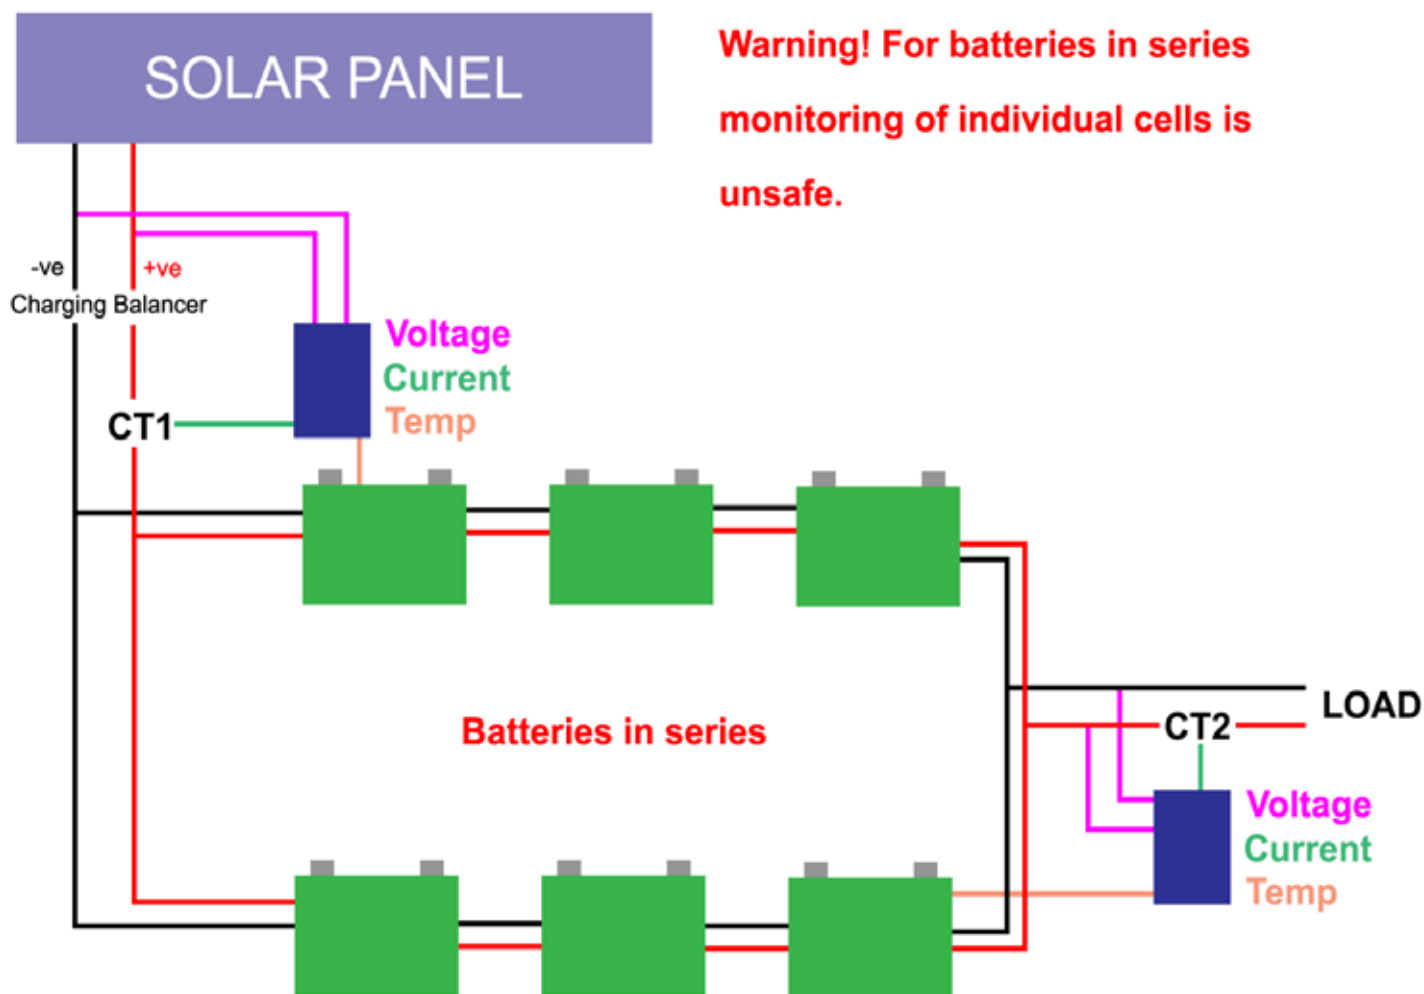 SOLAR PANEL
Warning! For batteries in series
monitoring of individual cells is
unsafe.
-ve
+ve
Charging Balancer
Voltage
Current
Temp
CT1
Batteries in series
LOAD
CT2
Voltage
Current
Temp